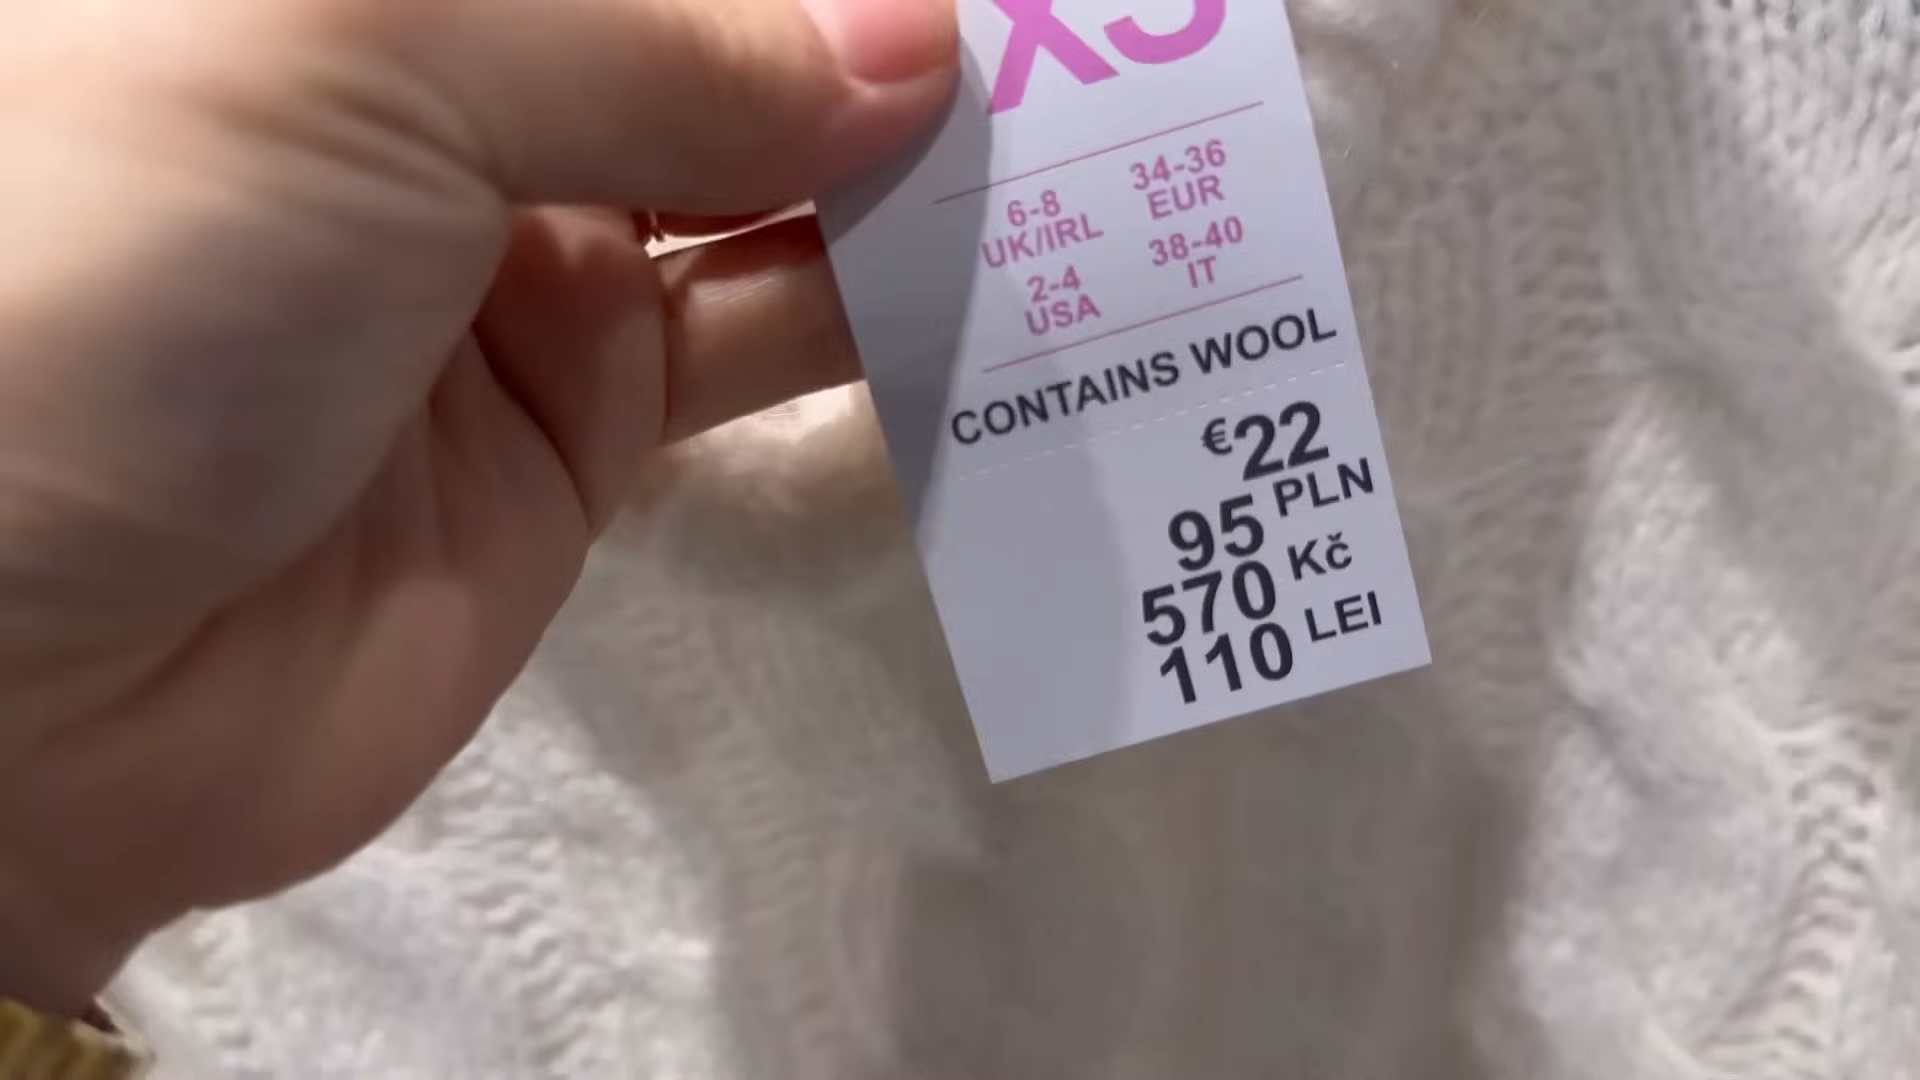 XS
6-8
UK/IRL
34-36
EUR
2-4
USA
38-40
IT
CONTAINS WOOL
€22
95 PLN
570 Kč
110 LEI